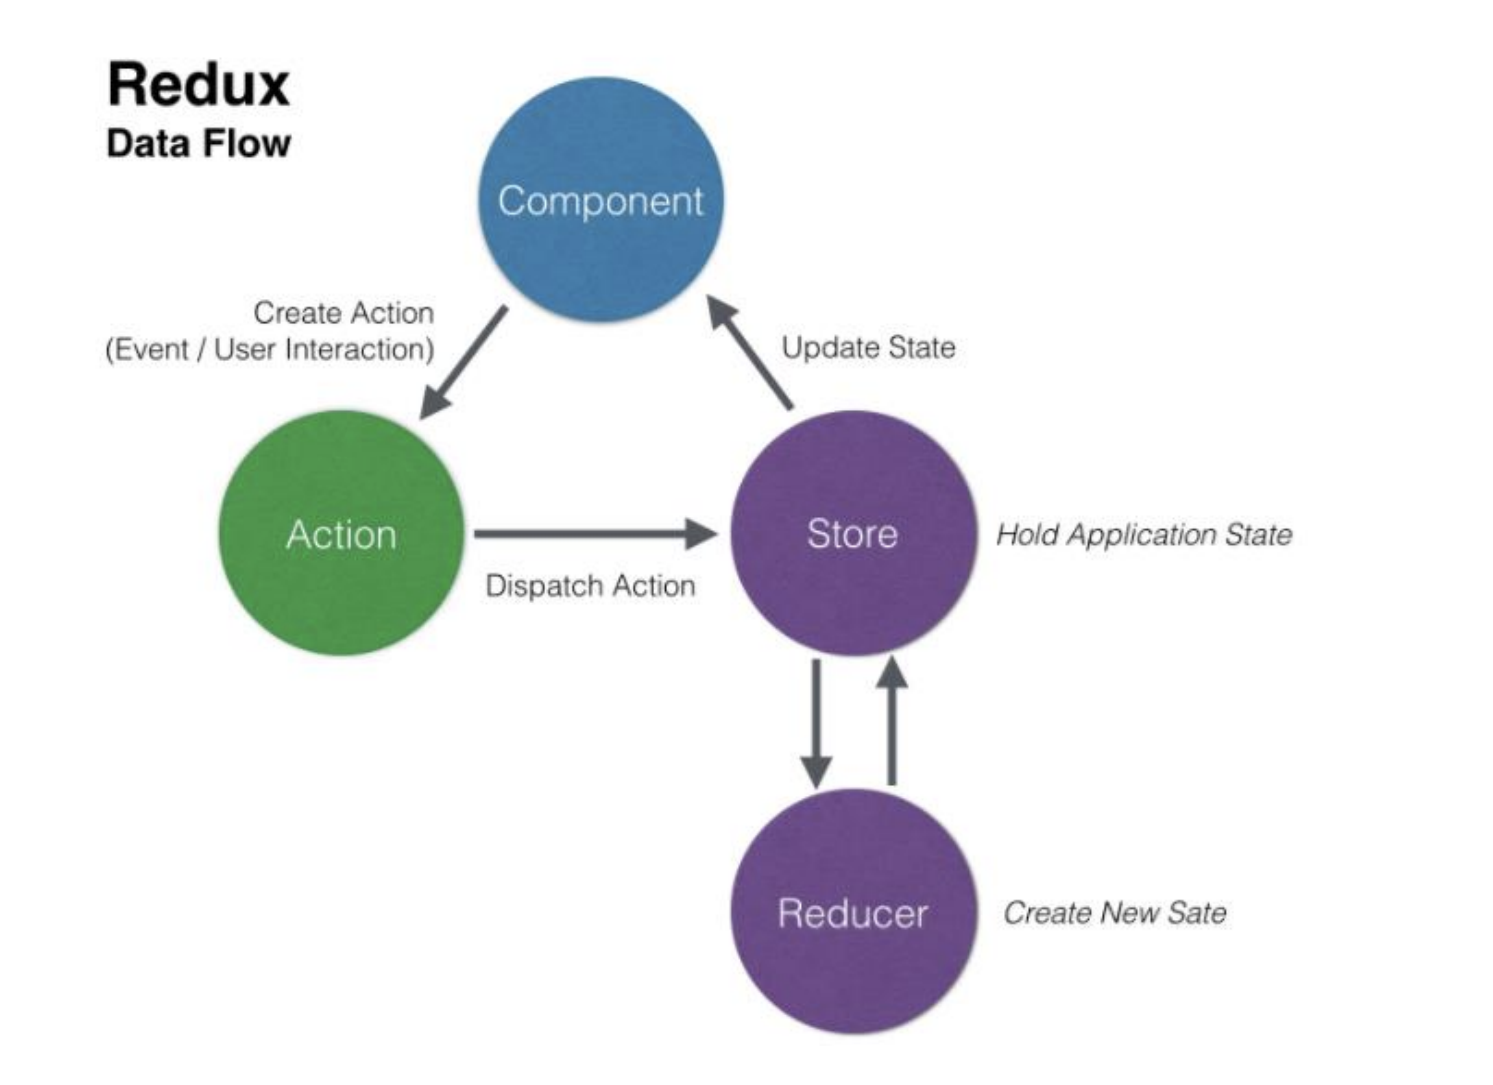 Redux
Data Flow
Component
Create Action
(Event / User Interaction)
Update State
Action
Dispatch Action
Store
Hold Application State
Reducer
Create New Sate